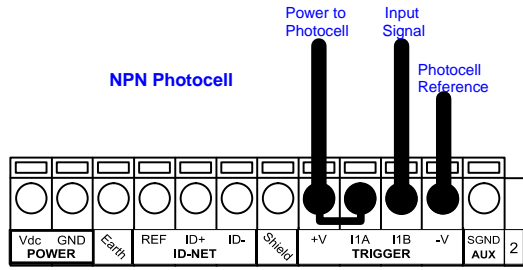 Power to
Photocell
Input
Signal
NPN Photocell
Photocell
Reference
Vdc GND Earth REF ID+ ID- Shield +V I1A I1B -V SGND 2
POWER ID-NET TRIGGER AUX